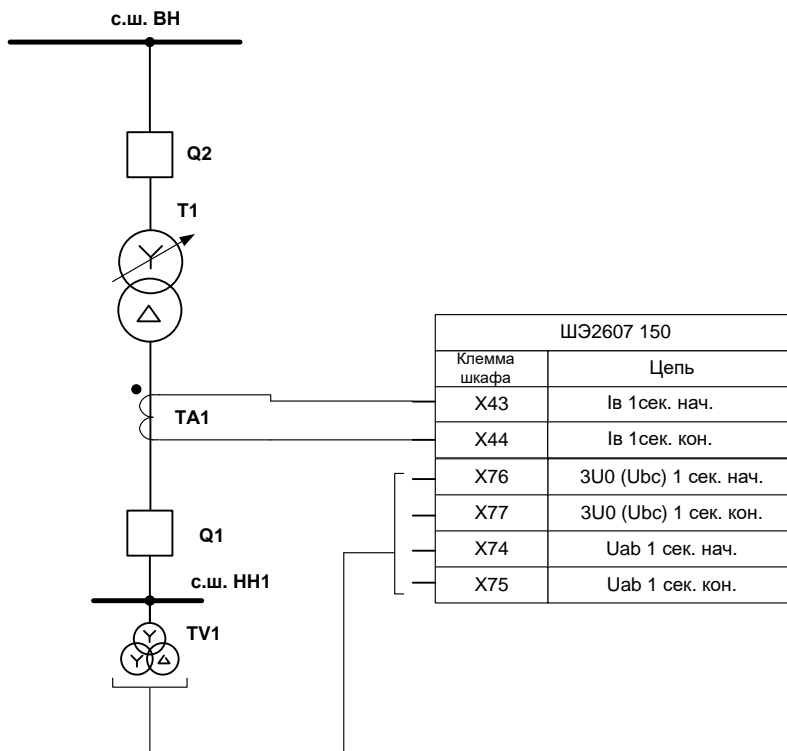 с.ш. ВН
Q2
T1
ШЭ2607 150
Клемма шкафа
Цепь
TA1
X43
Iв 1сек. нач.
X44
Iв 1сек. кон.
X76
3U0 (Ubc) 1 сек. нач.
X77
3U0 (Ubc) 1 сек. кон.
Q1
X74
Uab 1 сек. нач.
X75
Uab 1 сек. кон.
с.ш. НН1
TV1